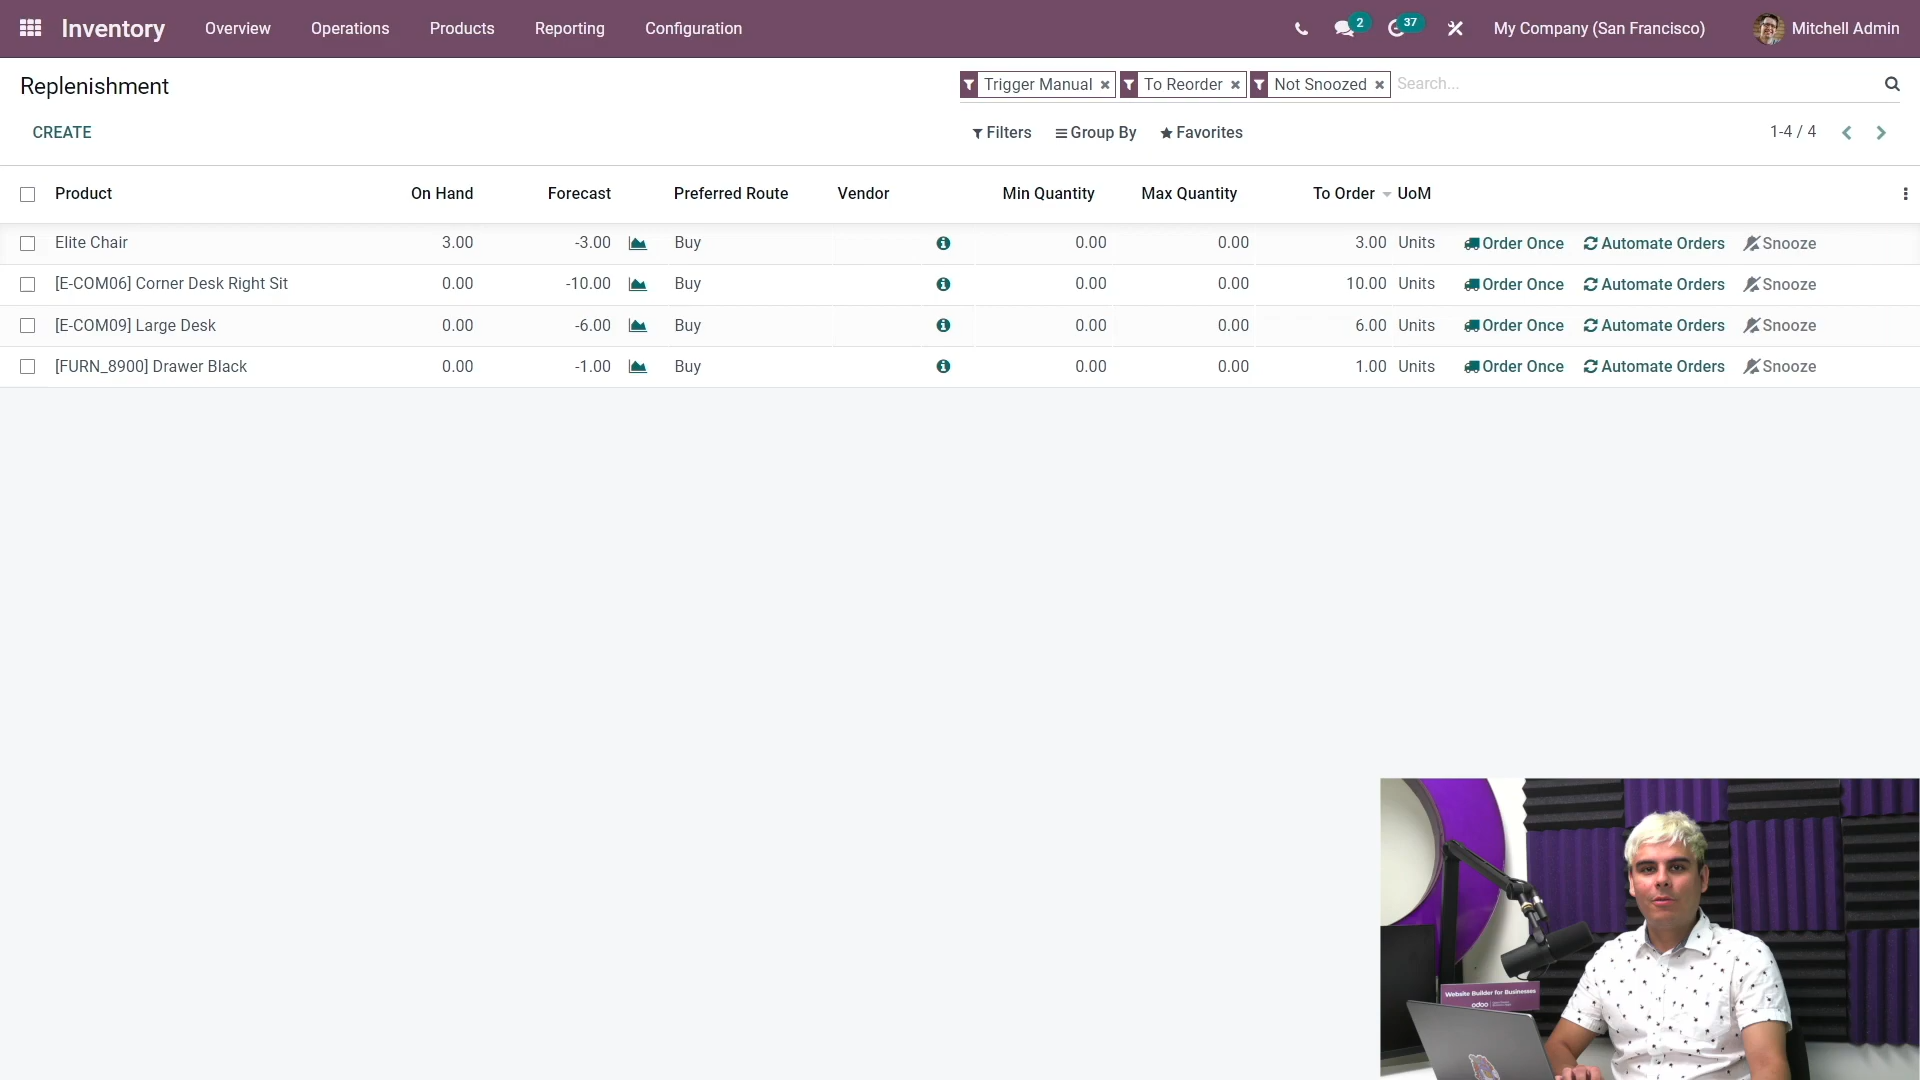 Inventory Overview Operations Products Reporting Configuration 2 37 My Company (San Francisco) Mitchell Admin
Replenishment Trigger Manual To Reorder Not Snoozed Search...
CREATE Filters Group By Favorites 1-4 / 4
Product On Hand Forecast Preferred Route Vendor Min Quantity Max Quantity To Order UoM
Elite Chair 3.00 -3.00 Buy 0.00 0.00 3.00 Units Order Once Automate Orders Snooze
[E-COM06] Corner Desk Right Sit 0.00 -10.00 Buy 0.00 0.00 10.00 Units Order Once Automate Orders Snooze
[E-COM09] Large Desk 0.00 -6.00 Buy 0.00 0.00 6.00 Units Order Once Automate Orders Snooze
[FURN_8900] Drawer Black 0.00 -1.00 Buy 0.00 0.00 1.00 Units Order Once Automate Orders Snooze
Website Builder for Businesses
odoo